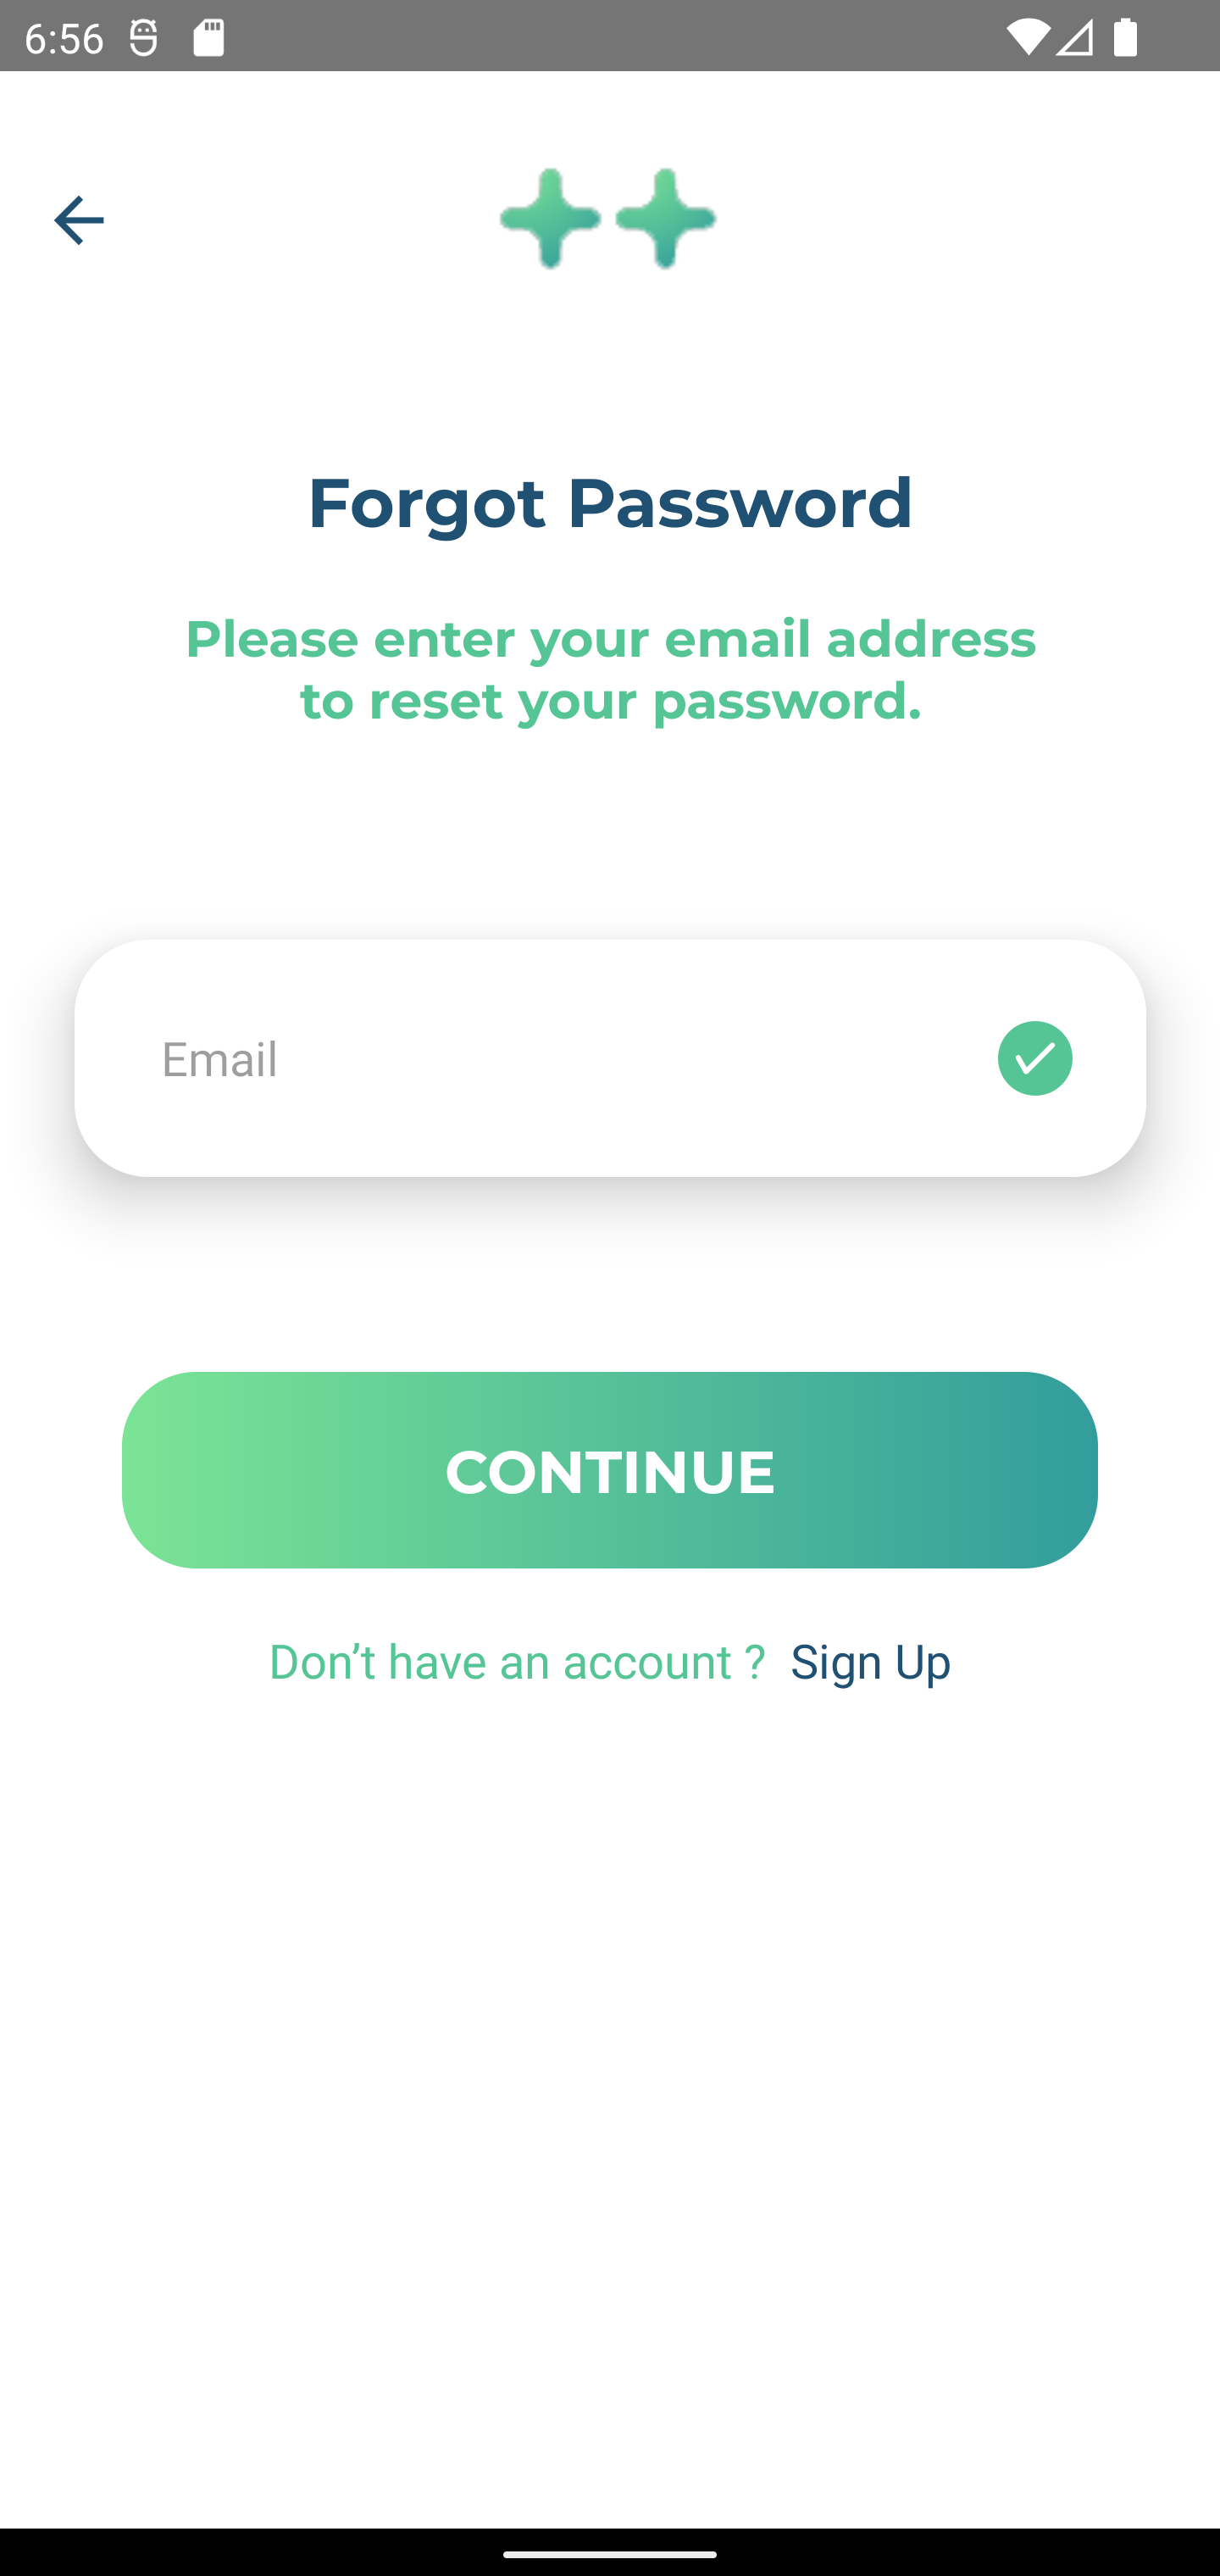 6:56
Forgot Password
Please enter your email address
to reset your password.
Email
CONTINUE
Don’t have an account ? Sign Up